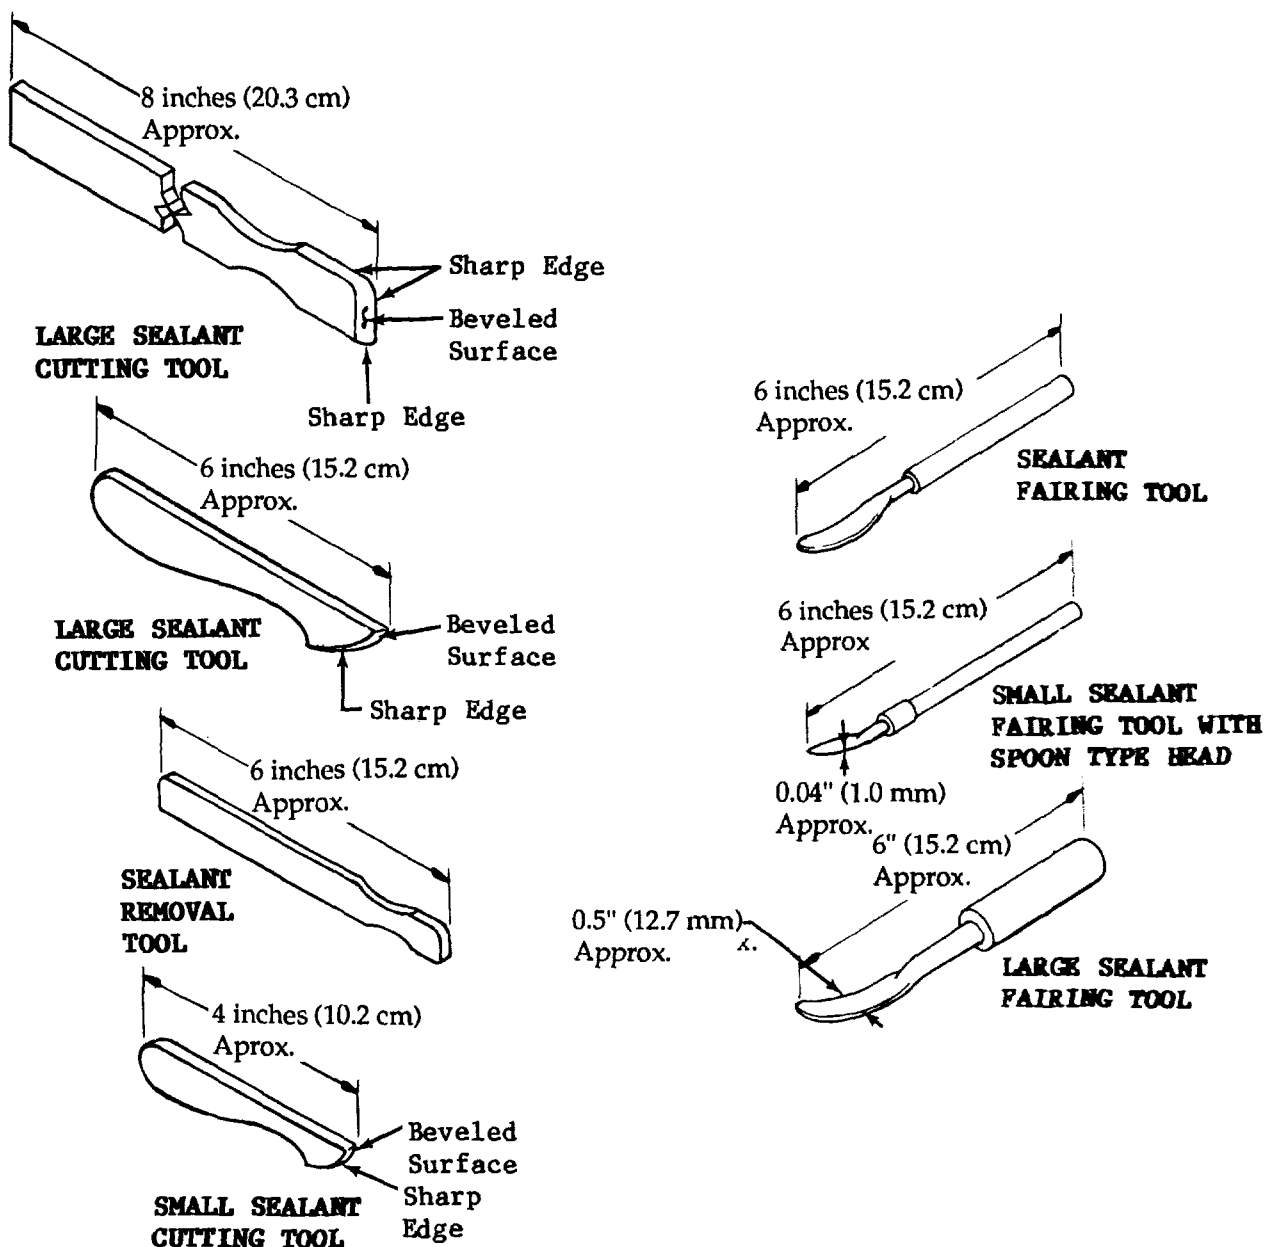 8 inches (20.3 cm)
Approx.
Sharp Edge
Beveled
Surface
LARGE SEALANT
CUTTING TOOL
Sharp Edge
6 inches (15.2 cm)
Approx.
LARGE SEALANT
CUTTING TOOL
Beveled
Surface
Sharp Edge
6 inches (15.2 cm)
Approx.
SEALANT
REMOVAL
TOOL
4 inches (10.2 cm)
Aprox.
Beveled
Surface
Sharp
Edge
SMALL SEALANT
CUTTING TOOL
6 inches (15.2 cm)
Approx.
SEALANT
FAIRING TOOL
6 inches (15.2 cm)
Approx
SMALL SEALANT
FAIRING TOOL WITH
SPOON TYPE HEAD
0.04" (1.0 mm)
Approx.
6" (15.2 cm)
Approx.
0.5" (12.7 mm)
Approx.
x.
LARGE SEALANT
FAIRING TOOL